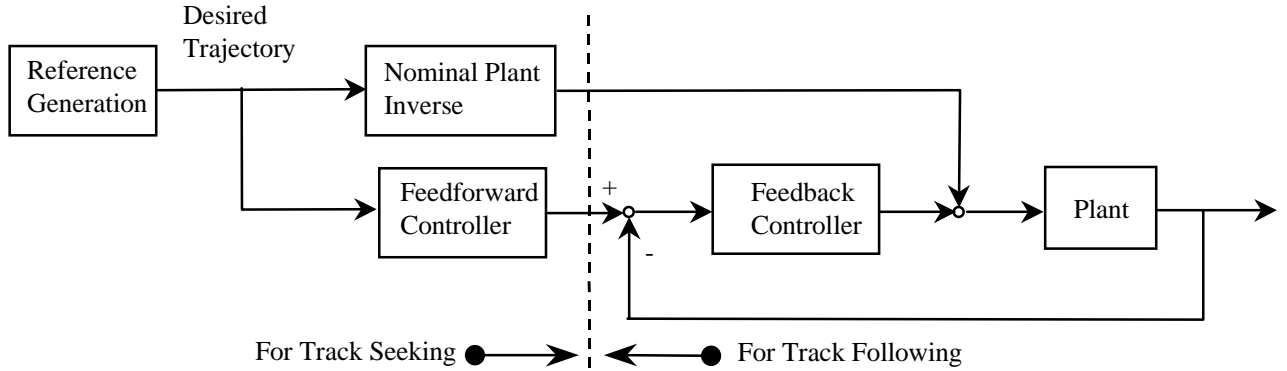 Desired
Trajectory
Reference
Generation
Nominal Plant
Inverse
Feedforward
Controller
+
-
Feedback
Controller
Plant
For Track Seeking
For Track Following